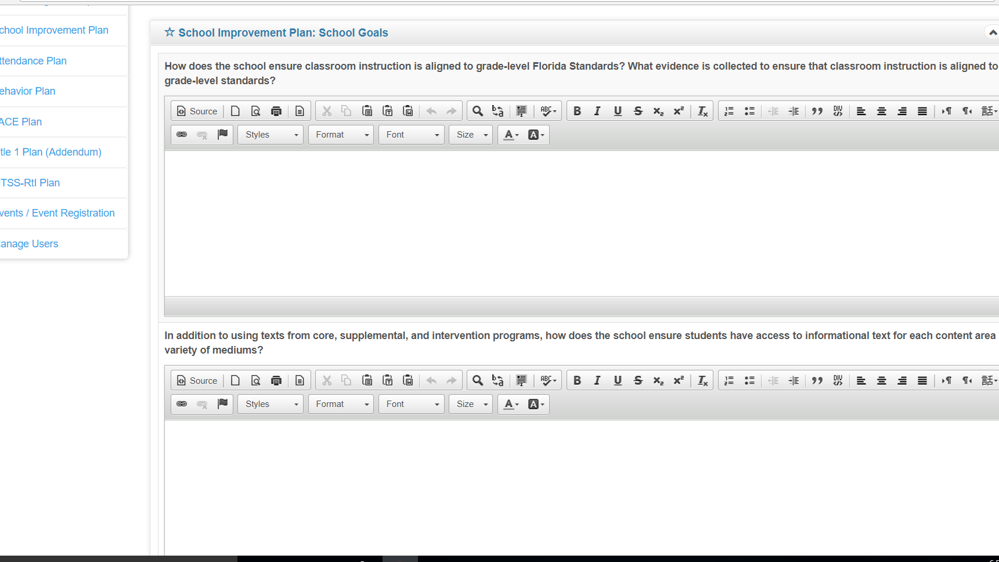 chool Improvement Plan
ttendance Plan
ehavior Plan
ACE Plan
tle 1 Plan (Addendum)
TSS-RtI Plan
vents / Event Registration
anage Users
School Improvement Plan: School Goals
How does the school ensure classroom instruction is aligned to grade-level Florida Standards? What evidence is collected to ensure that classroom instruction is aligned to
grade-level standards?
Source
Styles Format Font Size
In addition to using texts from core, supplemental, and intervention programs, how does the school ensure students have access to informational text for each content area
variety of mediums?
Source
Styles Format Font Size